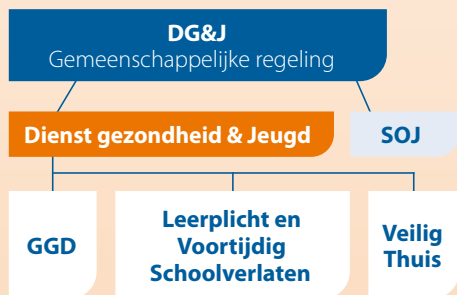 DG&J
Gemeenschappelijke regeling
Dienst gezondheid & Jeugd
SOJ
GGD
Leerplicht en
Voortijdig
Schoolverlaten
Veilig
Thuis